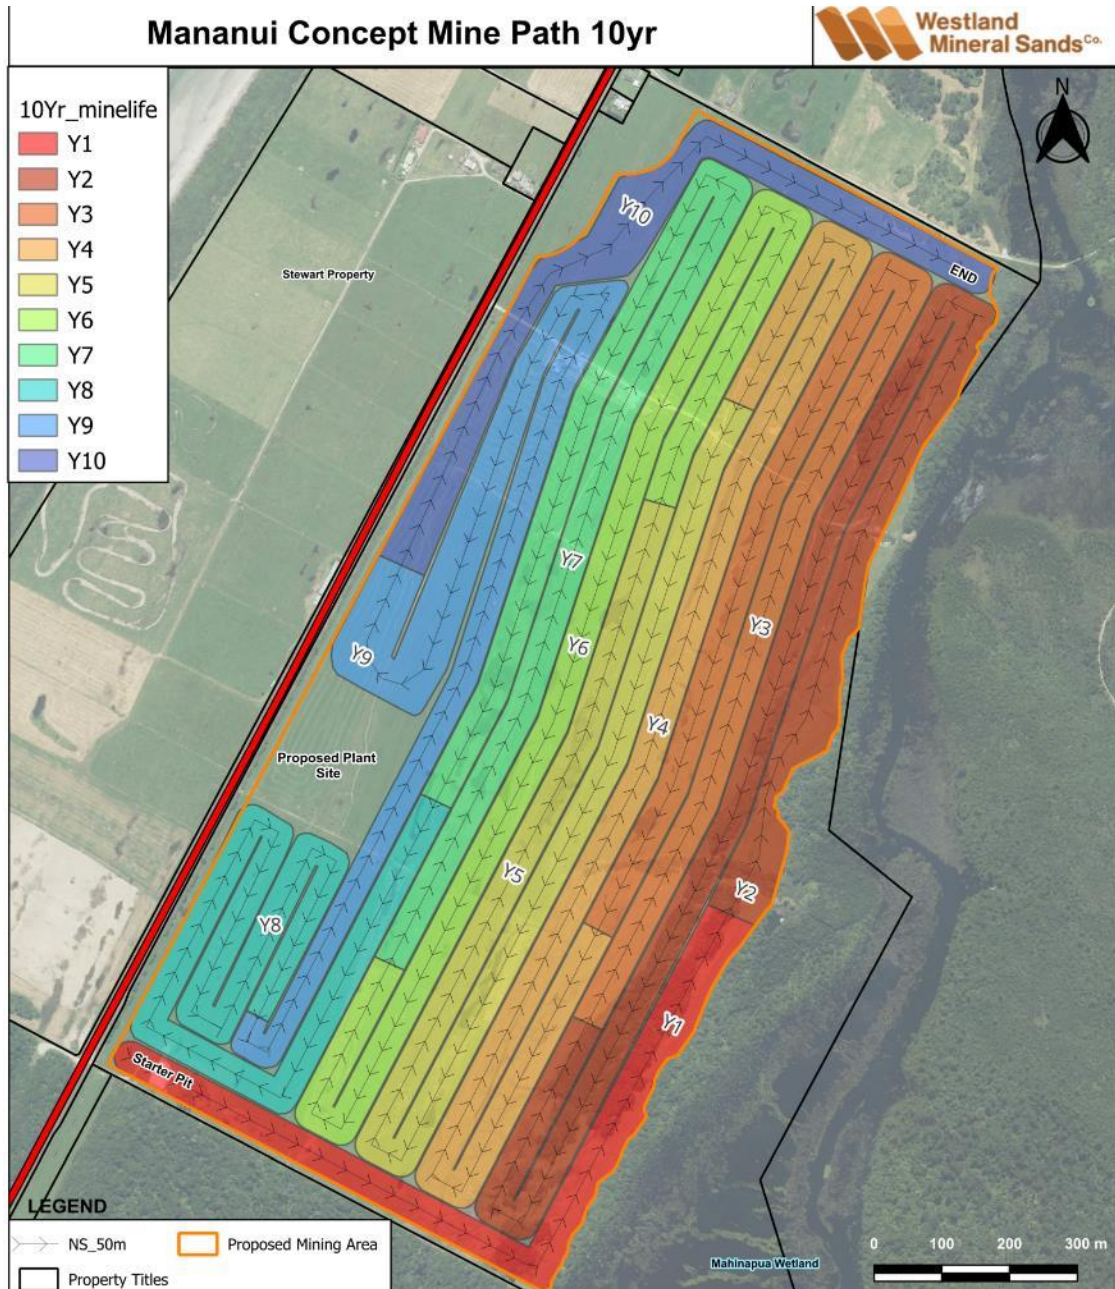 Mananui Concept Mine Path 10yr
Westland
Mineral Sands Co.
N
10Yr_minelife
Y1
Y2
Y3
Y4
Y5
Y6
Y7
Y8
Y9
Y10
Y10
END
Stewart Property
Y7
Y3
Y6
Y9
Y4
Proposed Plant
Site
Y5
Y2
Y8
Y1
Starter Pit
LEGEND
NS_50m
Proposed Mining Area
Property Titles
Mahinapua Wetland
0 100 200 300 m